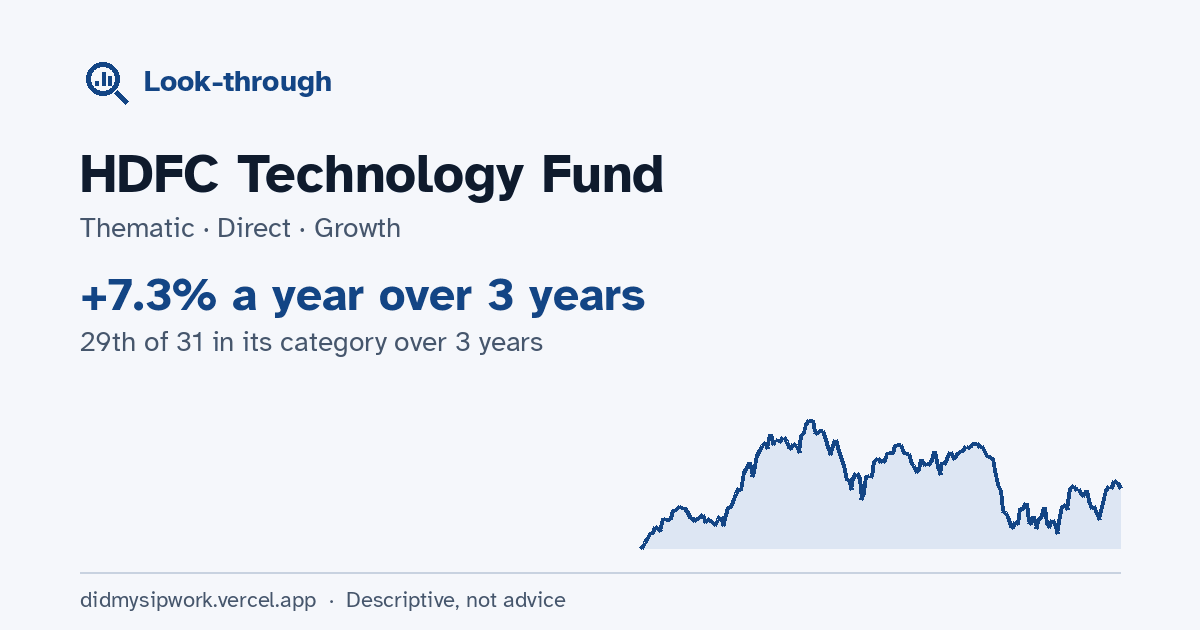 Look-through
HDFC Technology Fund
Thematic · Direct · Growth
+7.3% a year over 3 years
29th of 31 in its category over 3 years
didmysipwork.vercel.app · Descriptive, not advice